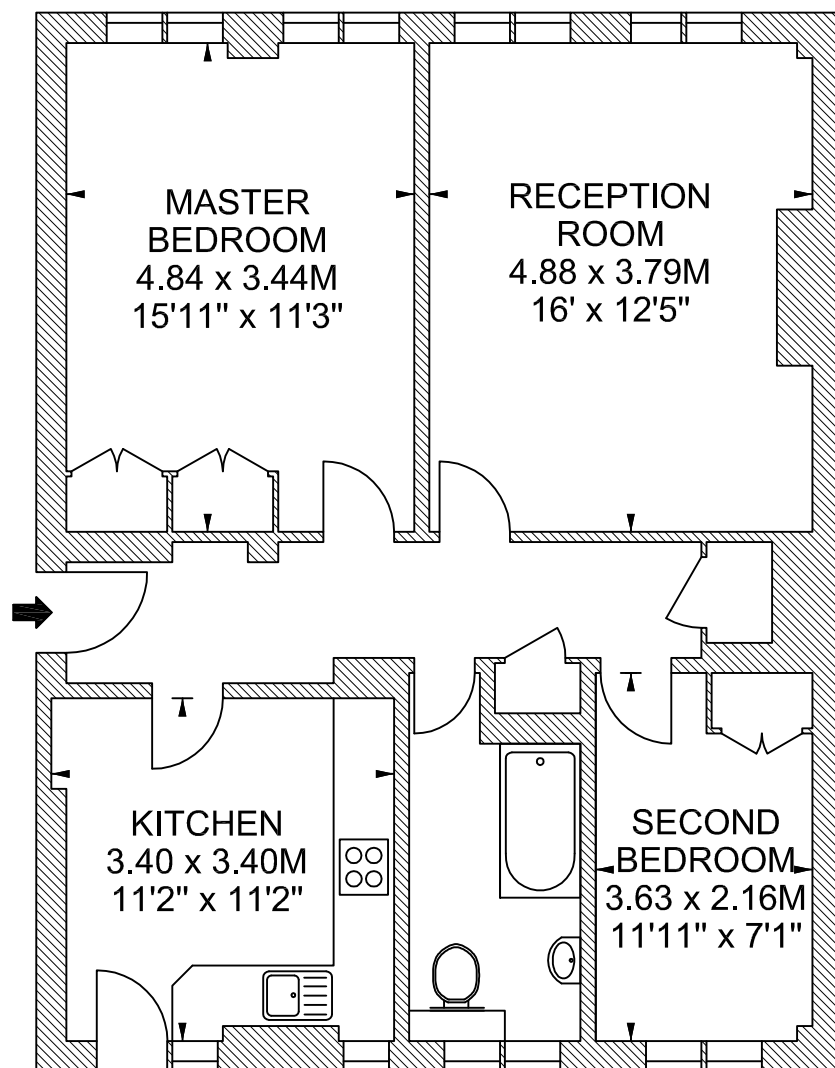 MASTER
BEDROOM
4.84 x 3.44M
15'11" x 11'3"
RECEPTION
ROOM
4.88 x 3.79M
16' x 12'5"
KITCHEN
3.40 x 3.40M
11'2" x 11'2"
SECOND
BEDROOM
3.63 x 2.16M
11'11" x 7'1"